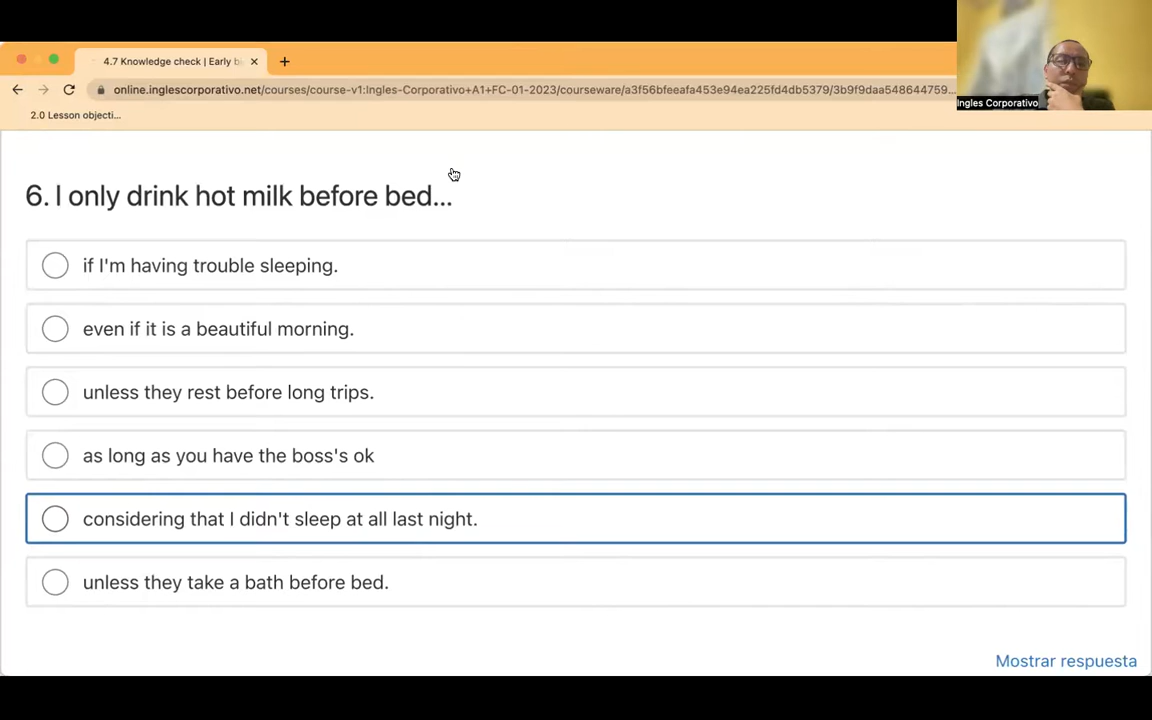 4.7 Knowledge check | Early bi
online.inglescorporativo.net/courses/course-v1:Ingles-Corporativo+A1+FC-01-2023/courseware/a3f56bfeeafa453e94ea225fd4db5379/3b9f9daa548644759...
Ingles Corporativo
2.0 Lesson objecti...
6. I only drink hot milk before bed...
if I'm having trouble sleeping.
even if it is a beautiful morning.
unless they rest before long trips.
as long as you have the boss's ok
considering that I didn't sleep at all last night.
unless they take a bath before bed.
Mostrar respuesta